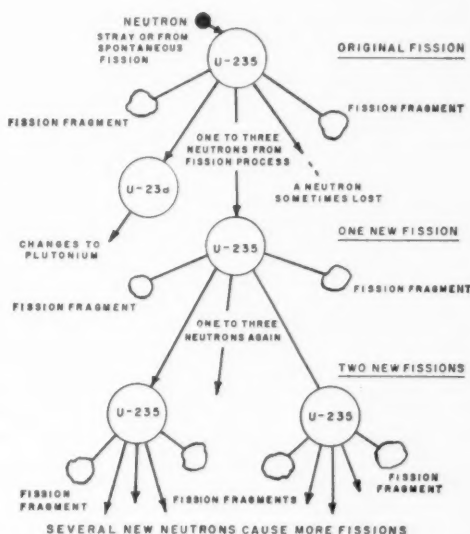 NEUTRON
STRAY OR FROM
SPONTANEOUS
FISSION
U-235
ORIGINAL FISSION
FISSION FRAGMENT
FISSION FRAGMENT
ONE TO THREE
NEUTRONS FROM
FISSION PROCESS
U-23
A NEUTRON
SOMETIMES LOST
CHANGES TO
PLUTONIUM
ONE NEW FISSION
U-235
FISSION FRAGMENT
FISSION FRAGMENT
ONE TO THREE
NEUTRONS AGAIN
TWO NEW FISSIONS
U-235
U-235
FISSION
FRAGMENT
FISSION FRAGMENTS
FISSION
FRAGMENT
SEVERAL NEW NEUTRONS CAUSE MORE FISSIONS